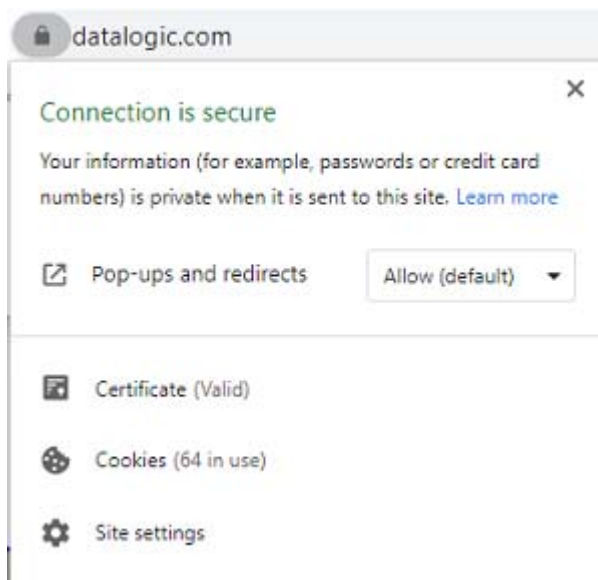 datalogic.com
Connection is secure
Your information (for example, passwords or credit card
numbers) is private when it is sent to this site. Learn more
Pop-ups and redirects Allow (default)
Certificate (Valid)
Cookies (64 in use)
Site settings